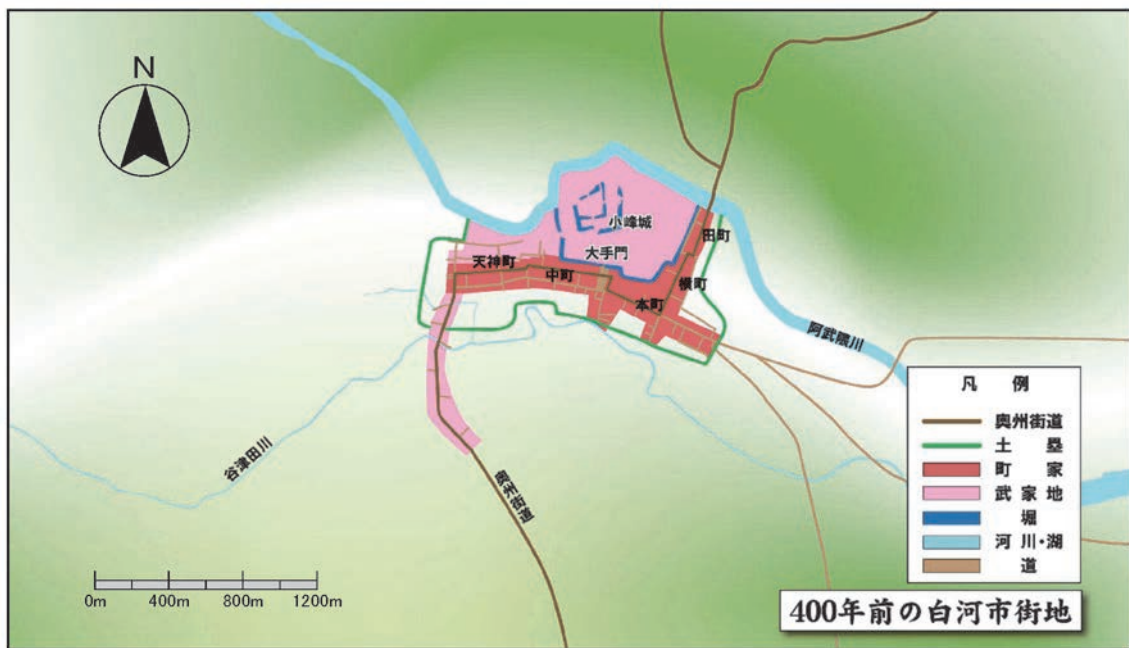 N
小峰城
大手門
田町
天神町
中町
横町
本町
阿武隈川
谷津田川
奥州街道
凡 例
奥州街道
土 塁
町 家
武 家 地
堀
河 川・湖
道
0m 400m 800m 1200m
400年前の白河市街地